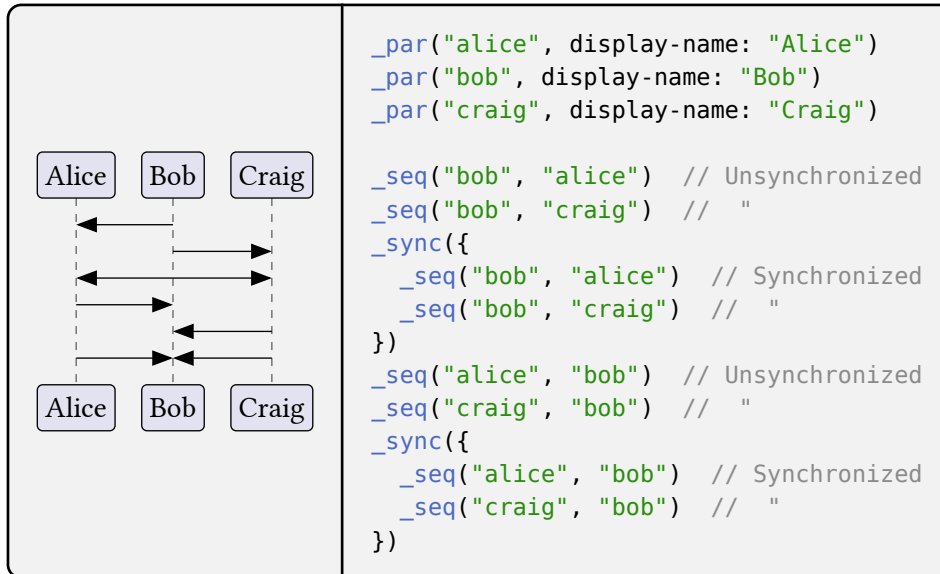 Alice Bob Craig
Alice Bob Craig
_par("alice", display-name: "Alice")
_par("bob", display-name: "Bob")
_par("craig", display-name: "Craig")
_seq("bob", "alice")  // Unsynchronized
_seq("bob", "craig")  //  "
_sync({
  _seq("bob", "alice")  // Synchronized
  _seq("bob", "craig")  //  "
})
_seq("alice", "bob")  // Unsynchronized
_seq("craig", "bob")  //  "
_sync({
  _seq("alice", "bob")  // Synchronized
  _seq("craig", "bob")  //  "
})